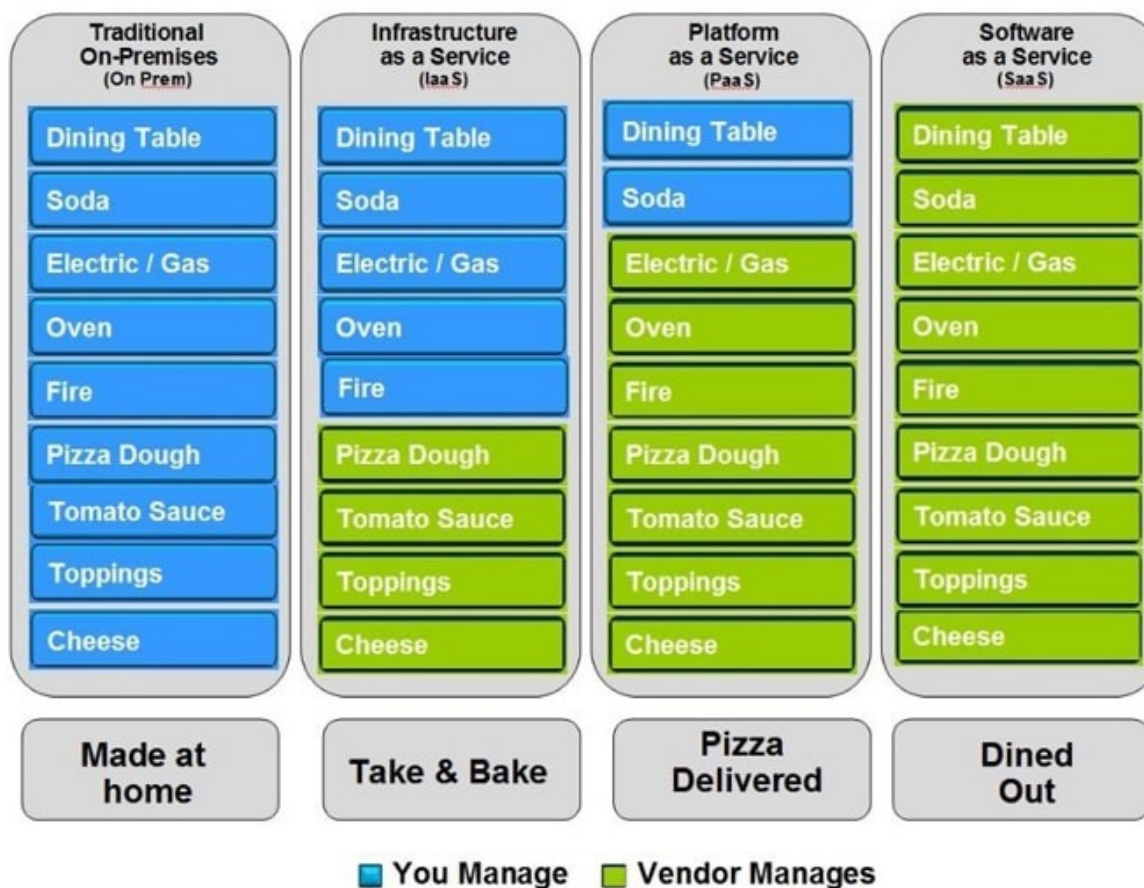 Traditional
On-Premises
(On Prem)
Dining Table
Soda
Electric / Gas
Oven
Fire
Pizza Dough
Tomato Sauce
Toppings
Cheese
Made at
home
Infrastructure
as a Service
(IaaS)
Dining Table
Soda
Electric / Gas
Oven
Fire
Pizza Dough
Tomato Sauce
Toppings
Cheese
Take & Bake
Platform
as a Service
(PaaS)
Dining Table
Soda
Electric / Gas
Oven
Fire
Pizza Dough
Tomato Sauce
Toppings
Cheese
Pizza
Delivered
Software
as a Service
(SaaS)
Dining Table
Soda
Electric / Gas
Oven
Fire
Pizza Dough
Tomato Sauce
Toppings
Cheese
Dined
Out
You Manage
Vendor Manages